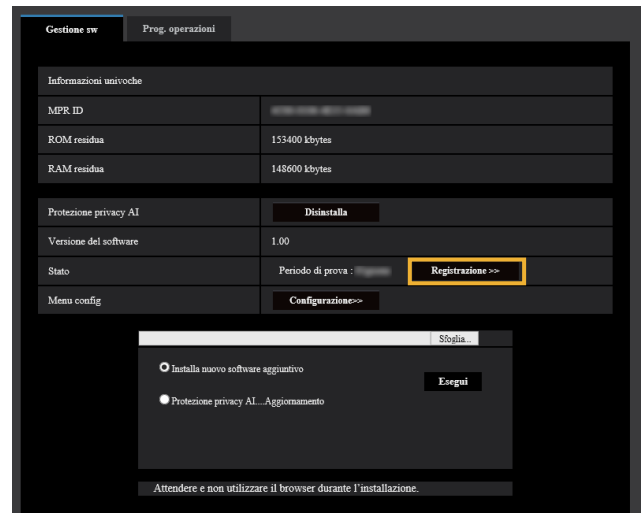 Gestione sw Prog. operazioni
Informazioni univoche
MPR ID
ROM residua 153400 kbytes
RAM residua 148600 kbytes
Protezione privacy AI Disinstalla
Versione del software 1.00
Stato Periodo di prova : Registrazione >>
Menu config Configurazione>>
Sfoglia...
Installa nuovo software aggiuntivo
Esegui
Protezione privacy AI....Aggiornamento
Attendere e non utilizzare il browser durante l'installazione.